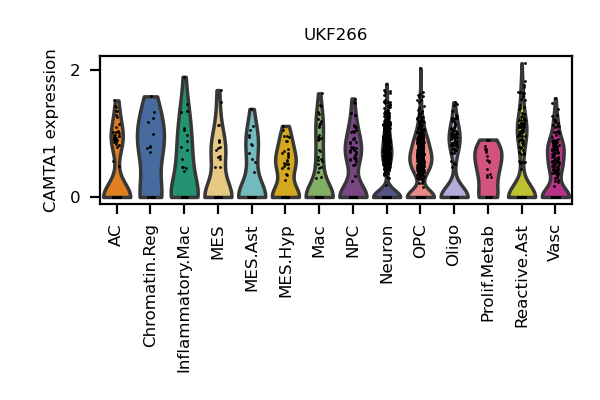 UKF266
CAMTA1 expression
2
0
AC
Chromatin.Reg
Inflammatory.Mac
MES
MES.Ast
MES.Hyp
Mac
NPC
Neuron
OPC
Oligo
Prolif.Metab
Reactive.Ast
Vasc